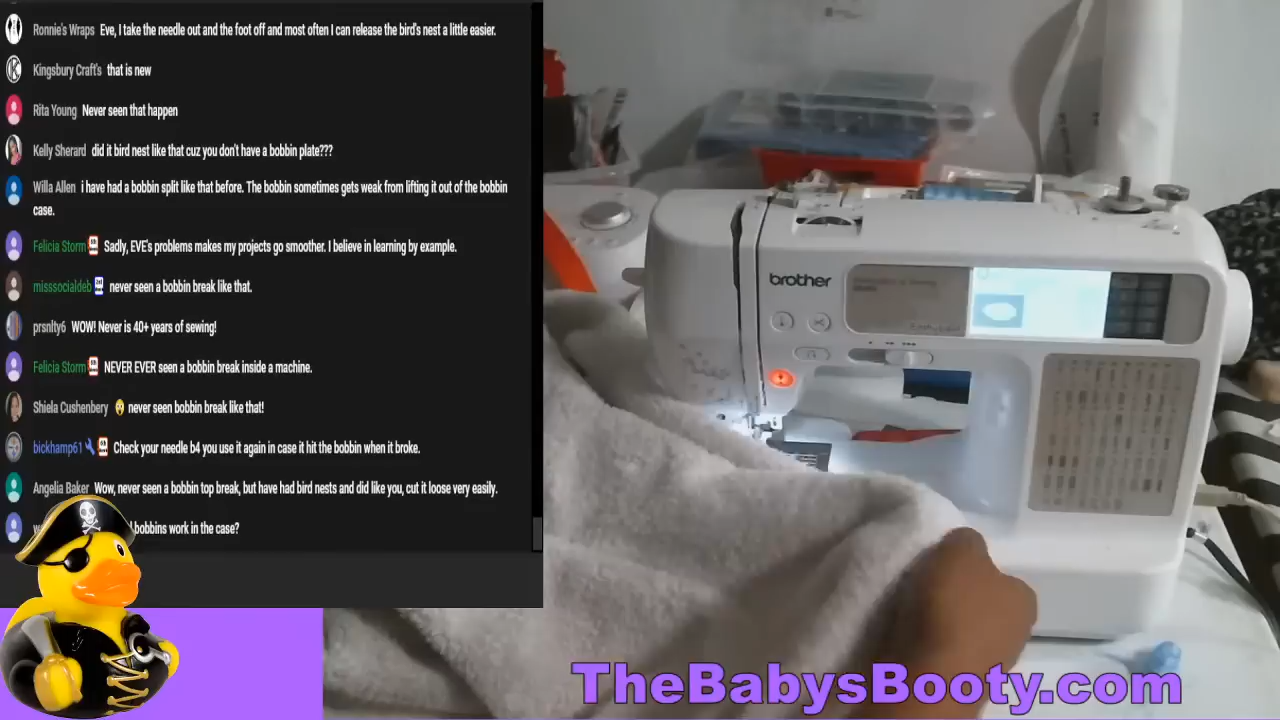 Ronnie's Wraps Eve, I take the needle out and the foot off and most often I can release the bird's nest a little easier.
Kingsbury Craft's that is new
Rita Young Never seen that happen
Kelly Sherard did it bird nest like that cuz you don't have a bobbin plate???
Willa Allen i have had a bobbin split like that before. The bobbin sometimes gets weak from lifting it out of the bobbin
case.
Felicia Storm Sadly, EVE's problems makes my projects go smoother. I believe in learning by example.
misssocialdeb never seen a bobbin break like that.
prsnlty6 WOW! Never is 40+ years of sewing!
Felicia Storm NEVER EVER seen a bobbin break inside a machine.
Shiela Cushenbery never seen bobbin break like that!
bickhamp61 Check your needle b4 you use it again in case it hit the bobbin when it broke.
Angelia Baker Wow, never seen a bobbin top break, but have had bird nests and did like you, cut it loose very easily.
bobbins work in the case?
brother
TheBabysBooty.com